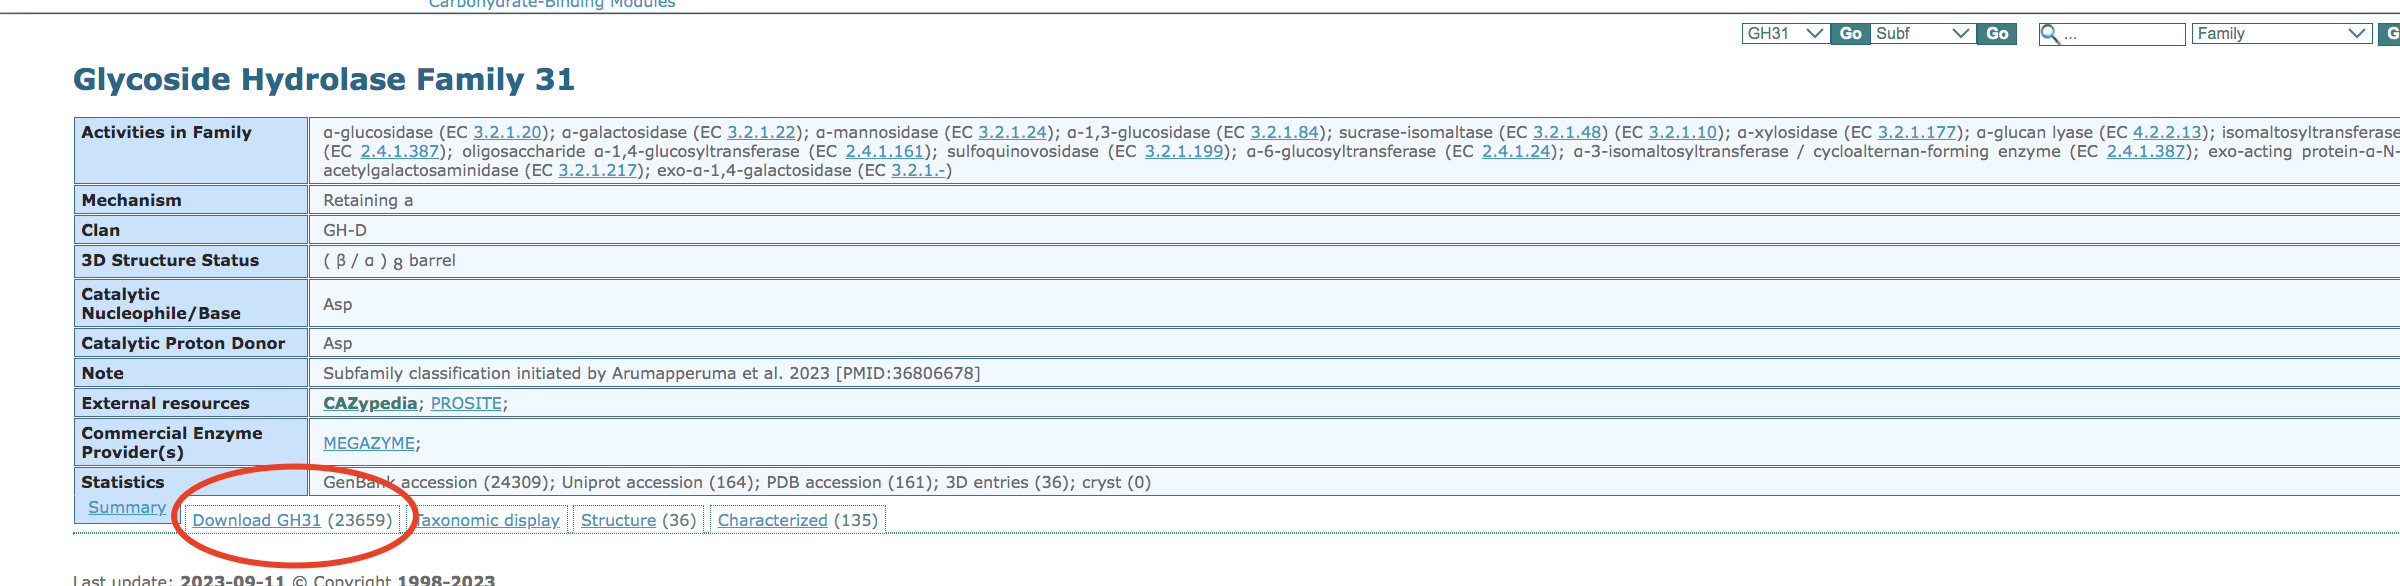 Carbohydrate-Binding Modules
GH31 Go Subf Go ... Family G
Glycoside Hydrolase Family 31
Activities in Family
α-glucosidase (EC 3.2.1.20); α-galactosidase (EC 3.2.1.22); α-mannosidase (EC 3.2.1.24); α-1,3-glucosidase (EC 3.2.1.84); sucrase-isomaltase (EC 3.2.1.48) (EC 3.2.1.10); α-xylosidase (EC 3.2.1.177); α-glucan lyase (EC 4.2.2.13); isomaltosyltransferase
(EC 2.4.1.387); oligosaccharide α-1,4-glucosyltransferase (EC 2.4.1.161); sulfoquinovosidase (EC 3.2.1.199); α-6-glucosyltransferase (EC 2.4.1.24); α-3-isomaltosyltransferase / cycloalternan-forming enzyme (EC 2.4.1.387); exo-acting protein-α-N-
acetylgalactosaminidase (EC 3.2.1.217); exo-α-1,4-galactosidase (EC 3.2.1.-)
Mechanism Retaining a
Clan GH-D
3D Structure Status ( β / α ) 8 barrel
Catalytic
Nucleophile/Base
Asp
Catalytic Proton Donor Asp
Note Subfamily classification initiated by Arumapperuma et al. 2023 [PMID:36806678]
External resources CAZypedia; PROSITE;
Commercial Enzyme
Provider(s)
MEGAZYME;
Statistics GenBank accession (24309); Uniprot accession (164); PDB accession (161); 3D entries (36); cryst (0)
Summary Download GH31 (23659) Taxonomic display Structure (36) Characterized (135)
Last update: 2023-09-11 © Copyright 1998-2023